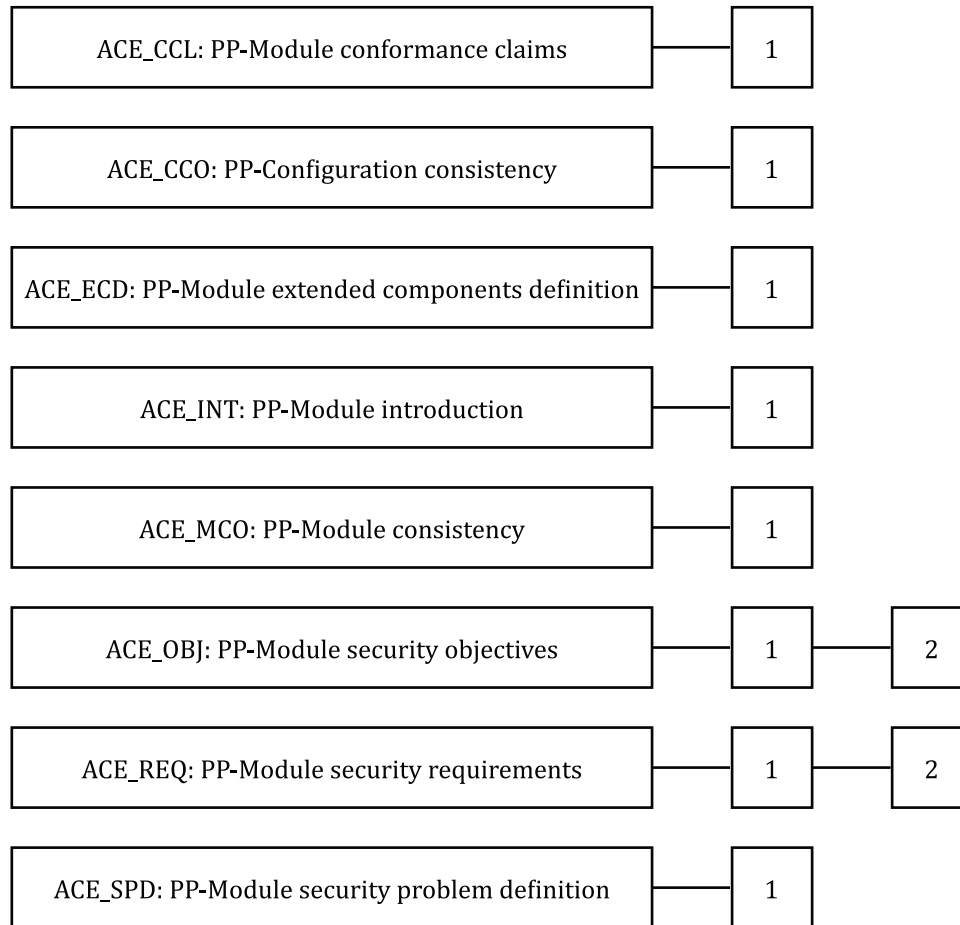 ACE_CCL: PP-Module conformance claims 1
ACE_CCO: PP-Configuration consistency 1
ACE_ECD: PP-Module extended components definition 1
ACE_INT: PP-Module introduction 1
ACE_MCO: PP-Module consistency 1
ACE_OBJ: PP-Module security objectives 1 2
ACE_REQ: PP-Module security requirements 1 2
ACE_SPD: PP-Module security problem definition 1